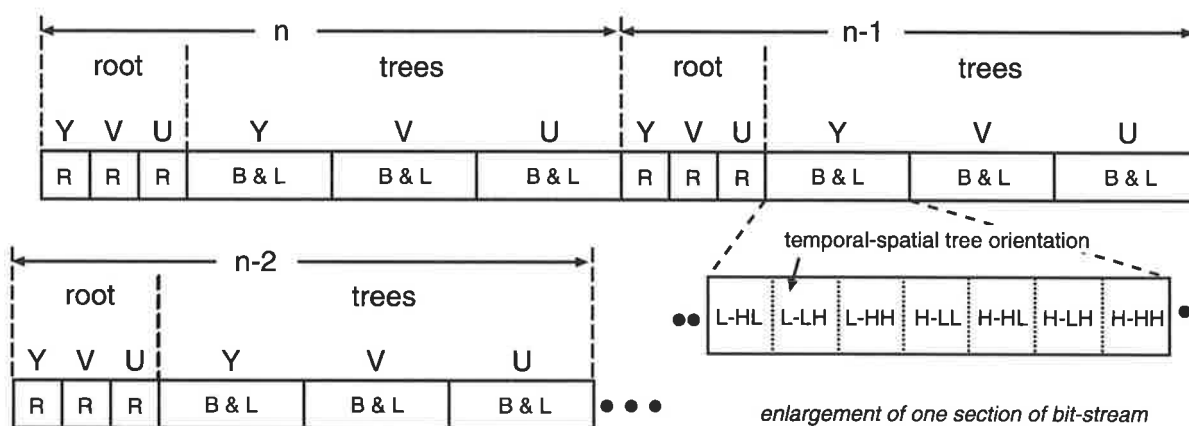 n n-1
root trees root trees
Y V U Y V U Y V U Y V U
R R R B & L B & L B & L R R R B & L B & L B & L
temporal-spatial tree orientation
L-HL L-LH L-HH H-LL H-HL H-LH H-HH
n-2
root trees
Y V U Y V U
R R R B & L B & L B & L
enlargement of one section of bit-stream